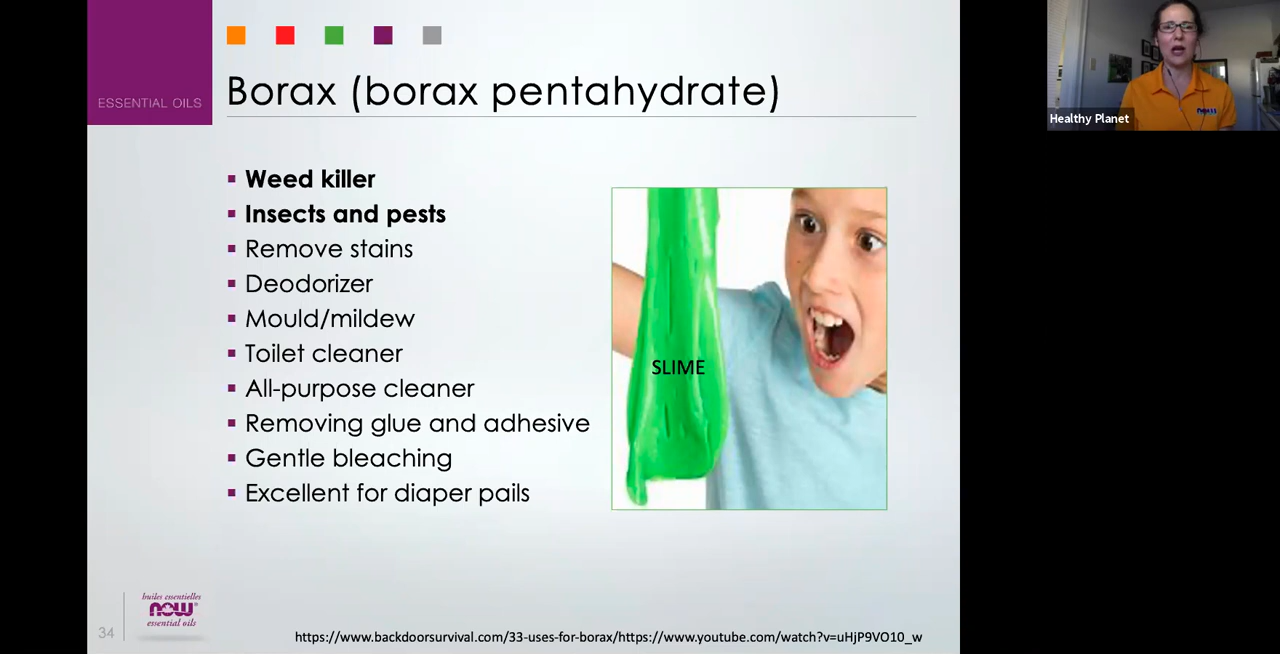 ESSENTIAL OILS
Borax (borax pentahydrate)
▪ Weed killer
▪ Insects and pests
▪ Remove stains
▪ Deodorizer
▪ Mould/mildew
▪ Toilet cleaner
▪ All-purpose cleaner
▪ Removing glue and adhesive
▪ Gentle bleaching
▪ Excellent for diaper pails
SLIME
34
huiles essentielles
NOW®
essential oils
https://www.backdoorsurvival.com/33-uses-for-borax/https://www.youtube.com/watch?v=uHjP9VO10_w
now
Healthy Planet